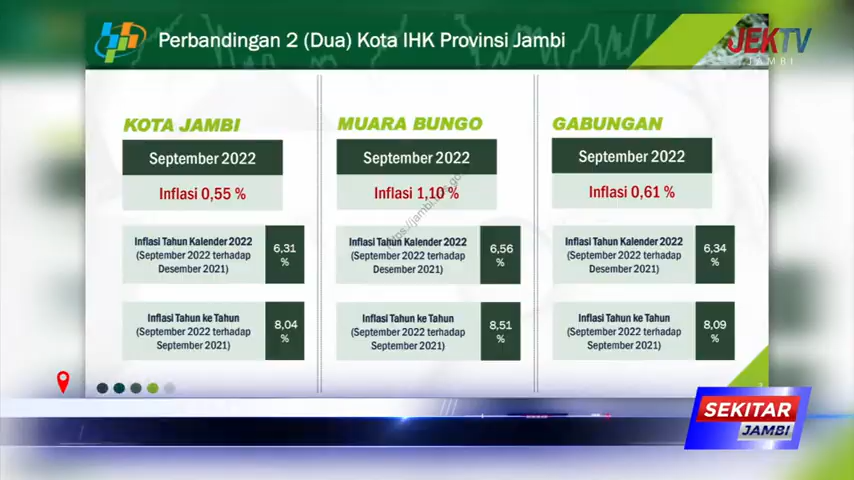 Perbandingan 2 (Dua) Kota IHK Provinsi Jambi
JEKTV
JAMBI
KOTA JAMBI
September 2022
Inflasi 0,55 %
Inflasi Tahun Kalender 2022
(September 2022 terhadap
Desember 2021)
6,31
%
Inflasi Tahun ke Tahun
(September 2022 terhadap
September 2021)
8,04
%
MUARA BUNGO
September 2022
Inflasi 1,10 %
Inflasi Tahun Kalender 2022
(September 2022 terhadap
Desember 2021)
6,56
%
Inflasi Tahun ke Tahun
(September 2022 terhadap
September 2021)
8,51
%
GABUNGAN
September 2022
Inflasi 0,61 %
Inflasi Tahun Kalender 2022
(September 2022 terhadap
Desember 2021)
6,34
%
Inflasi Tahun ke Tahun
(September 2022 terhadap
September 2021)
8,09
%
SEKITAR
JAMBI